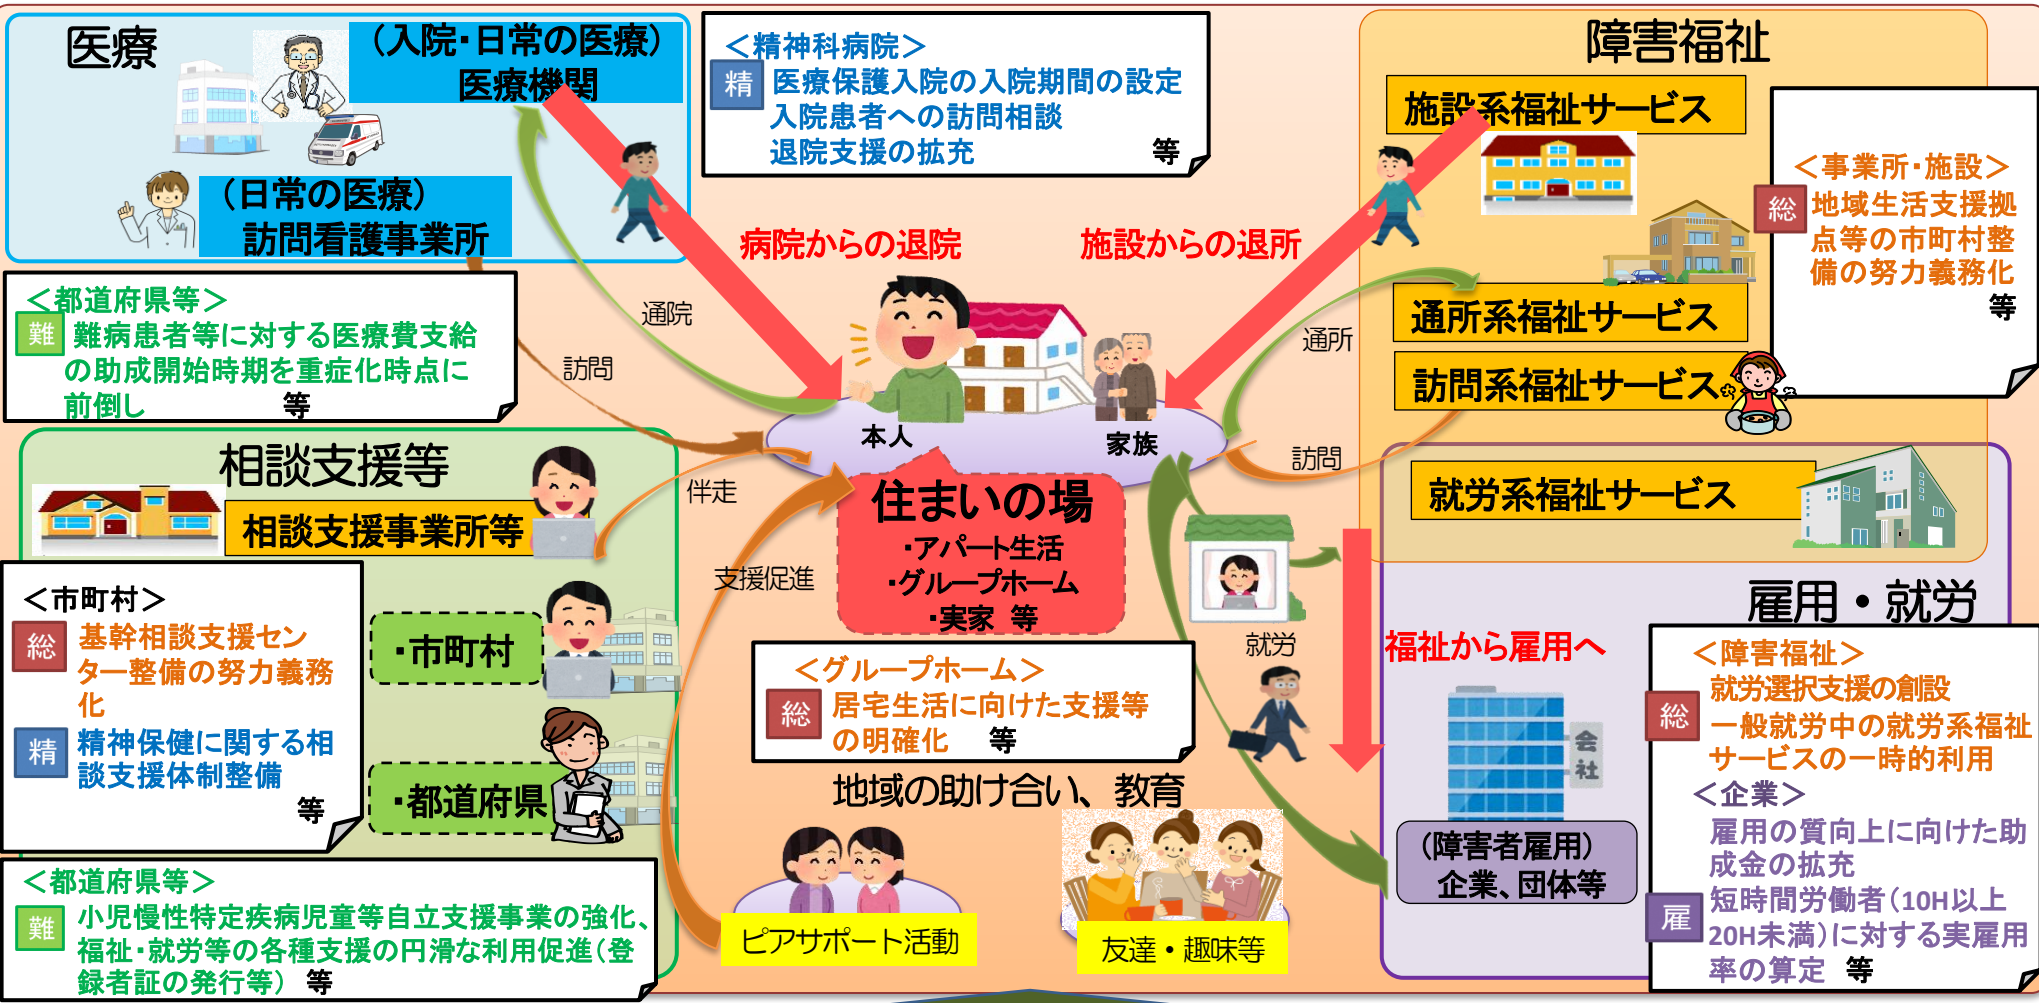 医療
（入院・日常の医療）
医療機関
（日常の医療）
訪問看護事業所
＜精神科病院＞
精
医療保護入院の入院期間の設定
入院患者への訪問相談
退院支援の拡充
等
障害福祉
施設系福祉サービス
通所系福祉サービス
訪問系福祉サービス
就労系福祉サービス
＜事業所・施設＞
総
地域生活支援拠
点等の市町村整
備の努力義務化
等
病院からの退院
施設からの退所
通院
訪問
通所
訪問
＜都道府県等＞
難
難病患者等に対する医療費支給
の助成開始時期を重症化時点に
前倒し
等
本人
家族
住まいの場
・アパート生活
・グループホーム
・実家 等
相談支援等
相談支援事業所等
伴走
支援促進
＜市町村＞
総
基幹相談支援セン
ター整備の努力義務
化
精
精神保健に関する相
談支援体制整備
等
・市町村
・都道府県
＜都道府県等＞
難
小児慢性特定疾病児童等自立支援事業の強化、
福祉・就労等の各種支援の円滑な利用促進（登
録者証の発行等） 等
＜グループホーム＞
総
居宅生活に向けた支援等
の明確化 等
地域の助け合い、教育
ピアサポート活動
友達・趣味等
就労
福祉から雇用へ
雇用・就労
会
社
（障害者雇用）
企業、団体等
＜障害福祉＞
総
就労選択支援の創設
一般就労中の就労系福祉
サービスの一時的利用
＜企業＞
雇用の質向上に向けた助
成金の拡充
雇
短時間労働者（10H以上
20H未満）に対する実雇用
率の算定 等